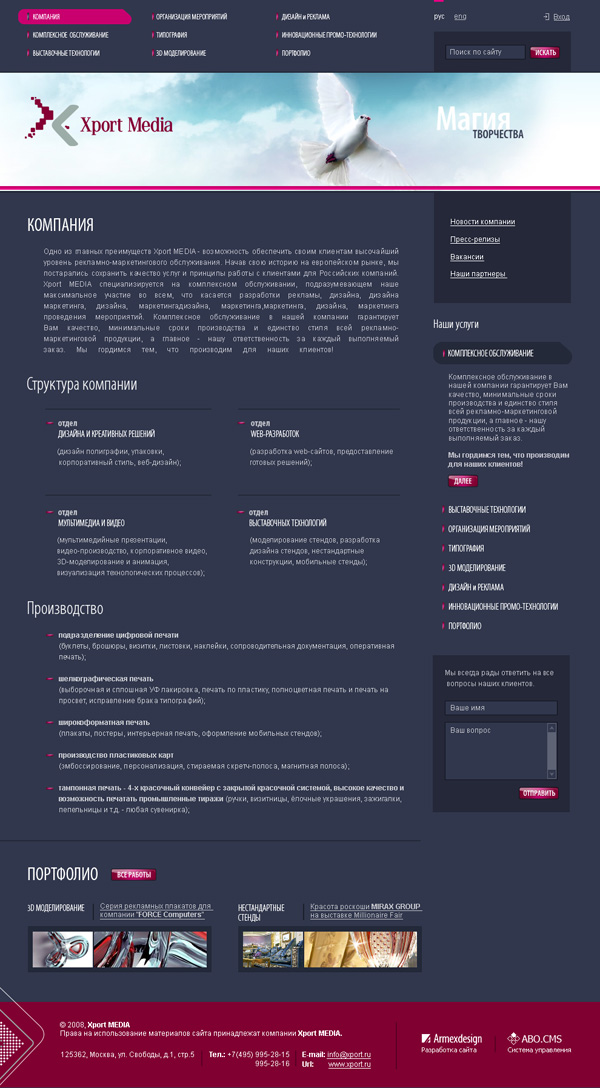 КОМПАНИЯ
ОРГАНИЗАЦИЯ МЕРОПРИЯТИЙ
ДИЗАЙН и РЕКЛАМА
КОМПЛЕКСНОЕ ОБСЛУЖИВАНИЕ
ТИПОГРАФИЯ
ИННОВАЦИОННЫЕ ПРОМО-ТЕХНОЛОГИИ
ВЫСТАВОЧНЫЕ ТЕХНОЛОГИИ
3D МОДЕЛИРОВАНИЕ
ПОРТФОЛИО
рус eng
Вход
Поиск по сайту
ИСКАТЬ
Xport Media
Магия
ТВОРЧЕСТВА
КОМПАНИЯ
Одно из главных преимуществ Xport MEDIA - возможность обеспечить своим клиентам высочайший
уровень рекламно-маркетингового обслуживания. Начав свою историю на европейском рынке, мы
постарались сохранить качество услуг и принципы работы с клиентами для Российских компаний.
Xport MEDIA специализируется на комплексном обслуживании, подразумевающем наше
максимальное участие во всем, что касается разработки рекламы, дизайна, дизайна
маркетинга, дизайна, маркетингадизайна, маркетинга,маркетинга, дизайна, маркетинга
проведения мероприятий. Комплексное обслуживание в нашей компании гарантирует
Вам качество, минимальные сроки производства и единство стиля всей рекламно-
маркетинговой продукции, а главное - нашу ответственность за каждый выполняемый
заказ. Мы гордимся тем, что производим для наших клиентов!
Структура компании
отдел
ДИЗАЙНА И КРЕАТИВНЫХ РЕШЕНИЙ
(дизайн полиграфии, упаковки,
корпоративный стиль, веб-дизайн);
отдел
WEB-РАЗРАБОТОК
(разработка web-сайтов, предоставление
готовых решений);
отдел
МУЛЬТИМЕДИА И ВИДЕО
(мультимедийные презентации,
видео-производство, корпоративное видео,
3D-моделирование и анимация,
визуализация технологических процессов);
отдел
ВЫСТАВОЧНЫХ ТЕХНОЛОГИЙ
(моделирование стендов, разработка
дизайна стендов, нестандартные
конструкции, мобильные стенды);
Производство
подразделение цифровой печати
(буклеты, брошюры, визитки, листовки, наклейки, сопроводительная документация, оперативная
печать);
шелкографическая печать
(выборочная и сплошная УФ лакировка, печать по пластику, полноцветная печать и печать на
просвет, исправление брака типографий);
широкоформатная печать
(плакаты, постеры, интерьерная печать, оформление мобильных стендов);
производство пластиковых карт
(эмбоссирование, персонализация, стираемая скретч-полоса, магнитная полоса);
тампонная печать - 4-х красочный конвейер с закрытой красочной системой, высокое качество и
возможность печатать промышленные тиражи (ручки, визитницы, ёлочные украшения, зажигалки,
пепельницы и т.д. - любая сувенирка);
Новости компании
Пресс-релизы
Вакансии
Наши партнеры
Наши услуги
КОМПЛЕКСНОЕ ОБСЛУЖИВАНИЕ
Комплексное обслуживание в
нашей компании гарантирует Вам
качество, минимальные сроки
производства и единство стиля
всей рекламно-маркетинговой
продукции, а главное - нашу
ответственность за каждый
выполняемый заказ.
Мы гордимся тем, что производим
для наших клиентов!
ДАЛЕЕ
ВЫСТАВОЧНЫЕ ТЕХНОЛОГИИ
ОРГАНИЗАЦИЯ МЕРОПРИЯТИЙ
ТИПОГРАФИЯ
3D МОДЕЛИРОВАНИЕ
ДИЗАЙН и РЕКЛАМА
ИННОВАЦИОННЫЕ ПРОМО-ТЕХНОЛОГИИ
ПОРТФОЛИО
Мы всегда рады ответить на все
вопросы наших клиентов.
Ваше имя
Ваш вопрос
ОТПРАВИТЬ
ПОРТФОЛИО
ВСЕ РАБОТЫ
3D МОДЕЛИРОВАНИЕ
Серия рекламных плакатов для
компании "FORCE Computers"
НЕСТАНДАРТНЫЕ
СТЕНДЫ
Красота роскоши MIRAX GROUP
на выставке Millionaire Fair
© 2008, Xport MEDIA
Права на использование материалов сайта принадлежат компании Xport MEDIA.
125362, Москва, ул. Свободы, д.1, стр.5
Тел.: +7(495) 995-28-15
995-28-16
E-mail: info@xport.ru
Url: www.xport.ru
Armexdesign
Разработка сайта
ABO.CMS
Система управления